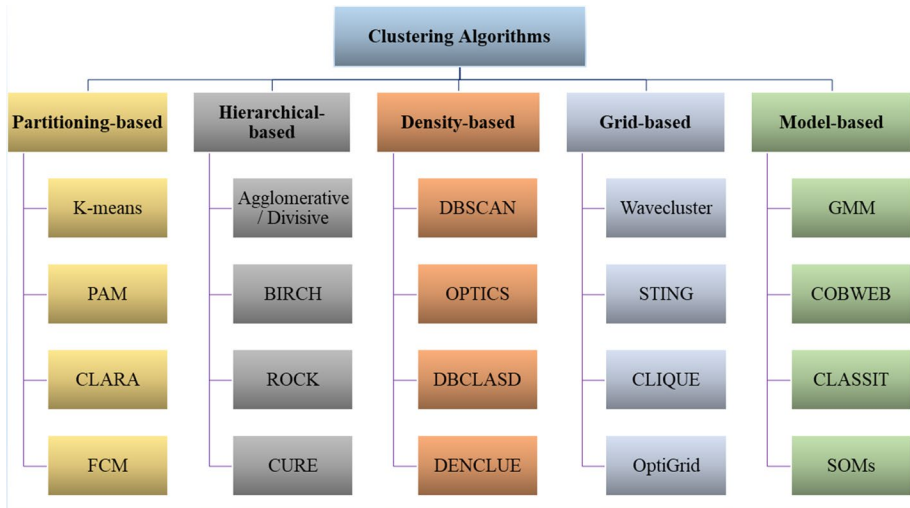 Clustering Algorithms
Partitioning-based
Hierarchical-
based
Density-based
Grid-based
Model-based
K-means
Agglomerative
/ Divisive
DBSCAN
Wavecluster
GMM
PAM
BIRCH
OPTICS
STING
COBWEB
CLARA
ROCK
DBCLASD
CLIQUE
CLASSIT
FCM
CURE
DENCLUE
OptiGrid
SOMs